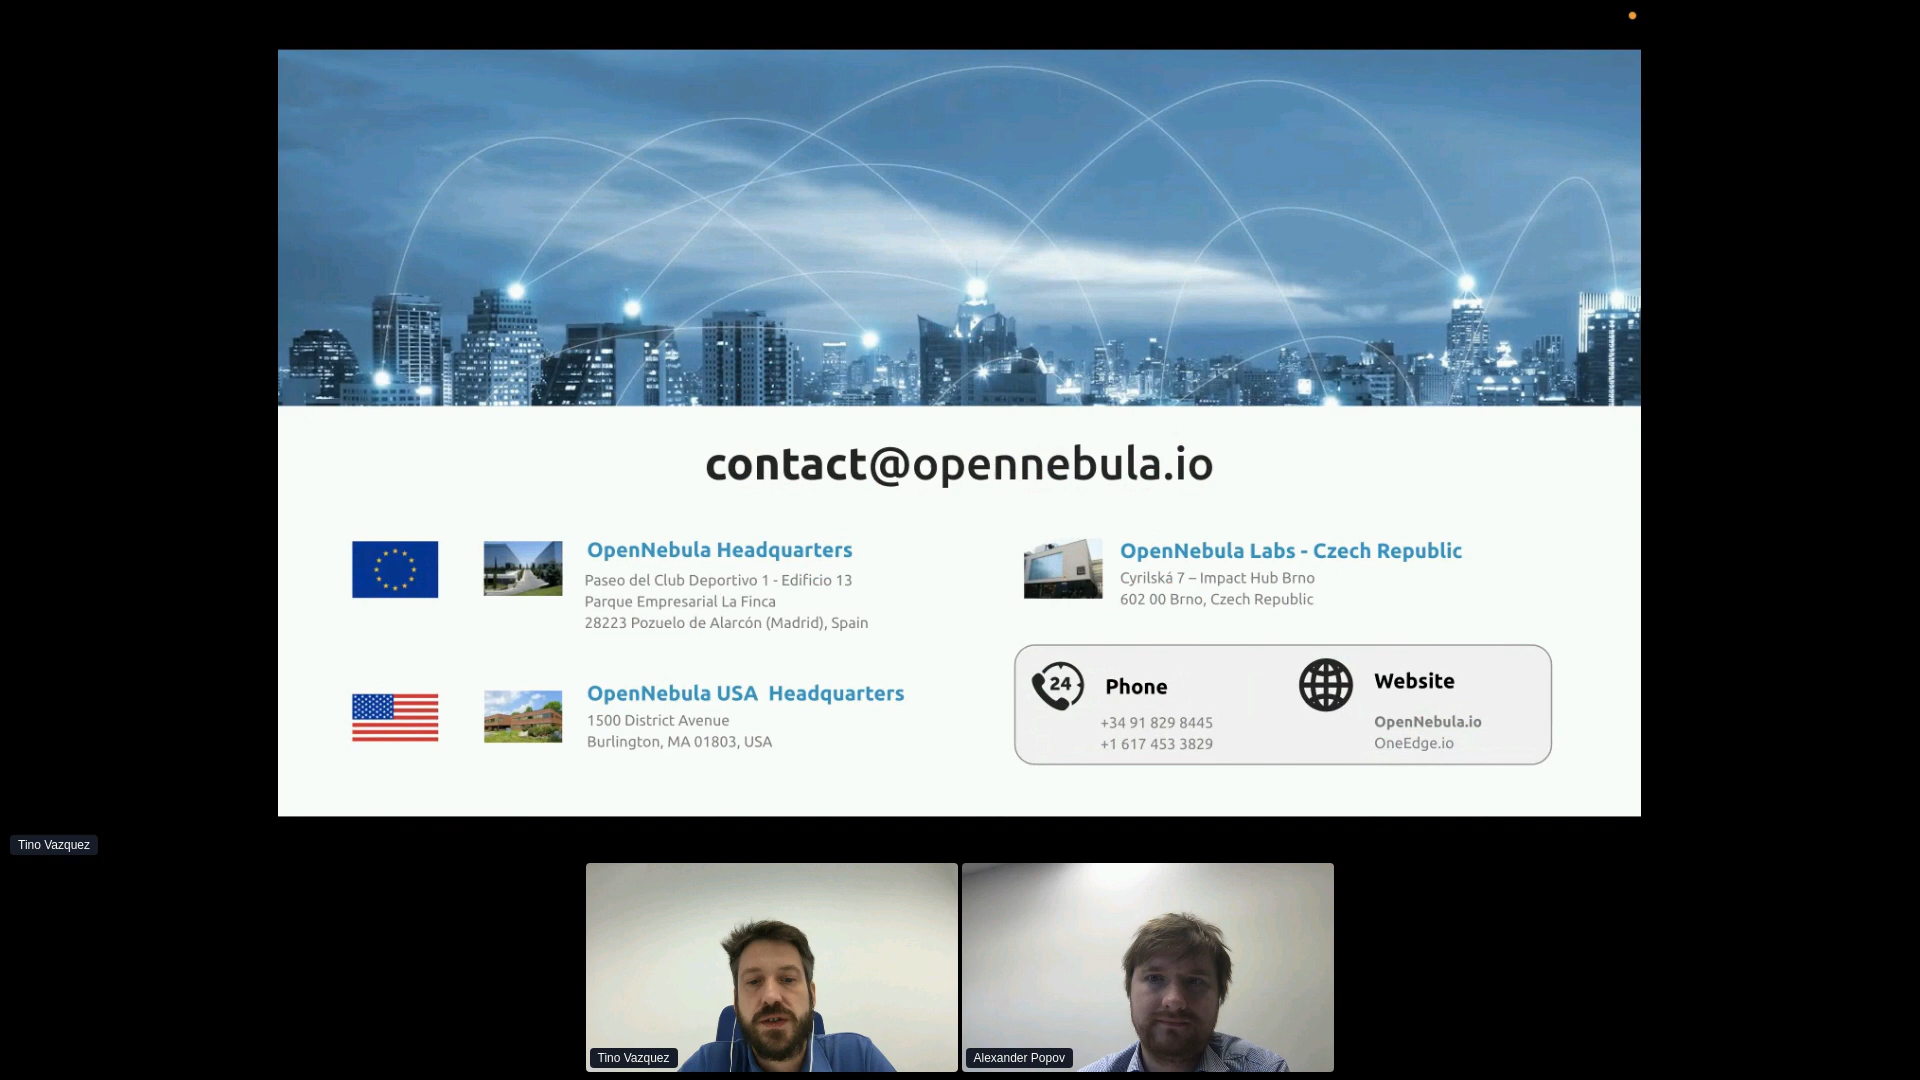 contact@opennebula.io
OpenNebula Headquarters
Paseo del Club Deportivo 1 - Edificio 13
Parque Empresarial La Finca
28223 Pozuelo de Alarcón (Madrid), Spain
OpenNebula Labs - Czech Republic
Cyrilská 7 – Impact Hub Brno
602 00 Brno, Czech Republic
OpenNebula USA Headquarters
1500 District Avenue
Burlington, MA 01803, USA
24
Phone
+34 91 829 8445
+1 617 453 3829
Website
OpenNebula.io
OneEdge.io
Tino Vazquez
Tino Vazquez
Alexander Popov